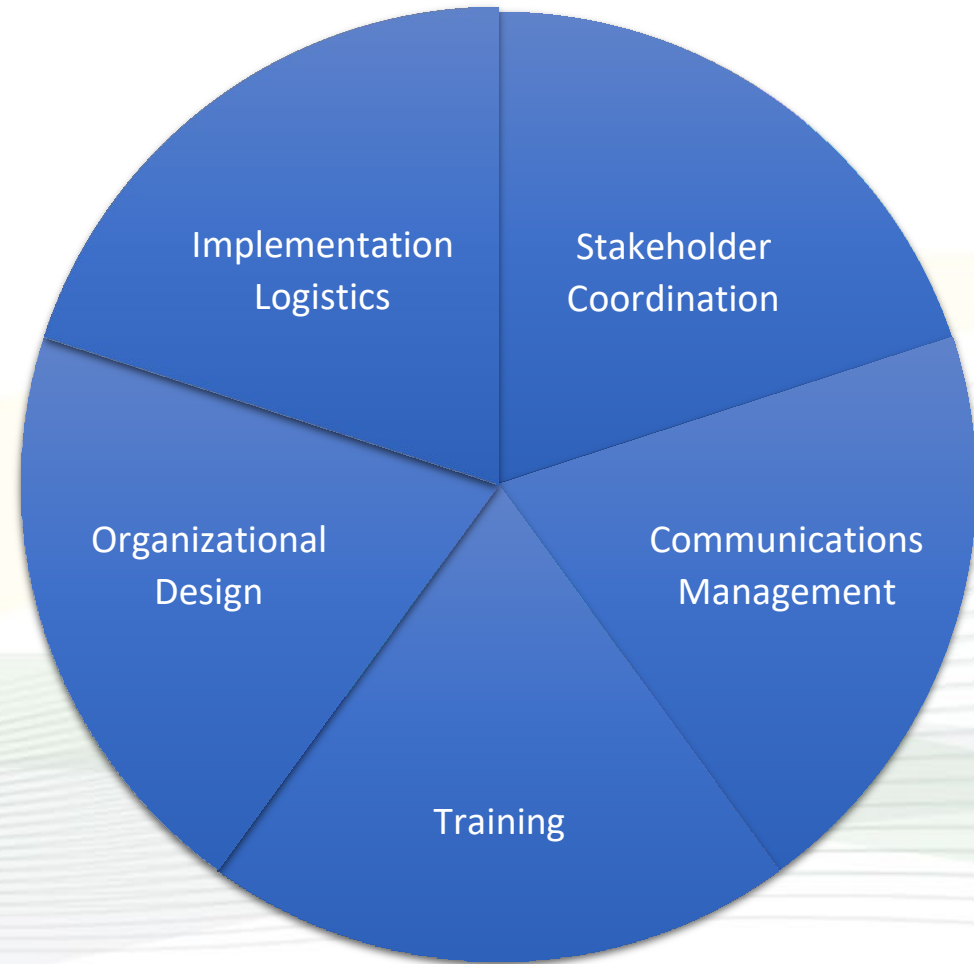 Implementation
Logistics
Stakeholder
Coordination
Organizational
Design
Communications
Management
Training